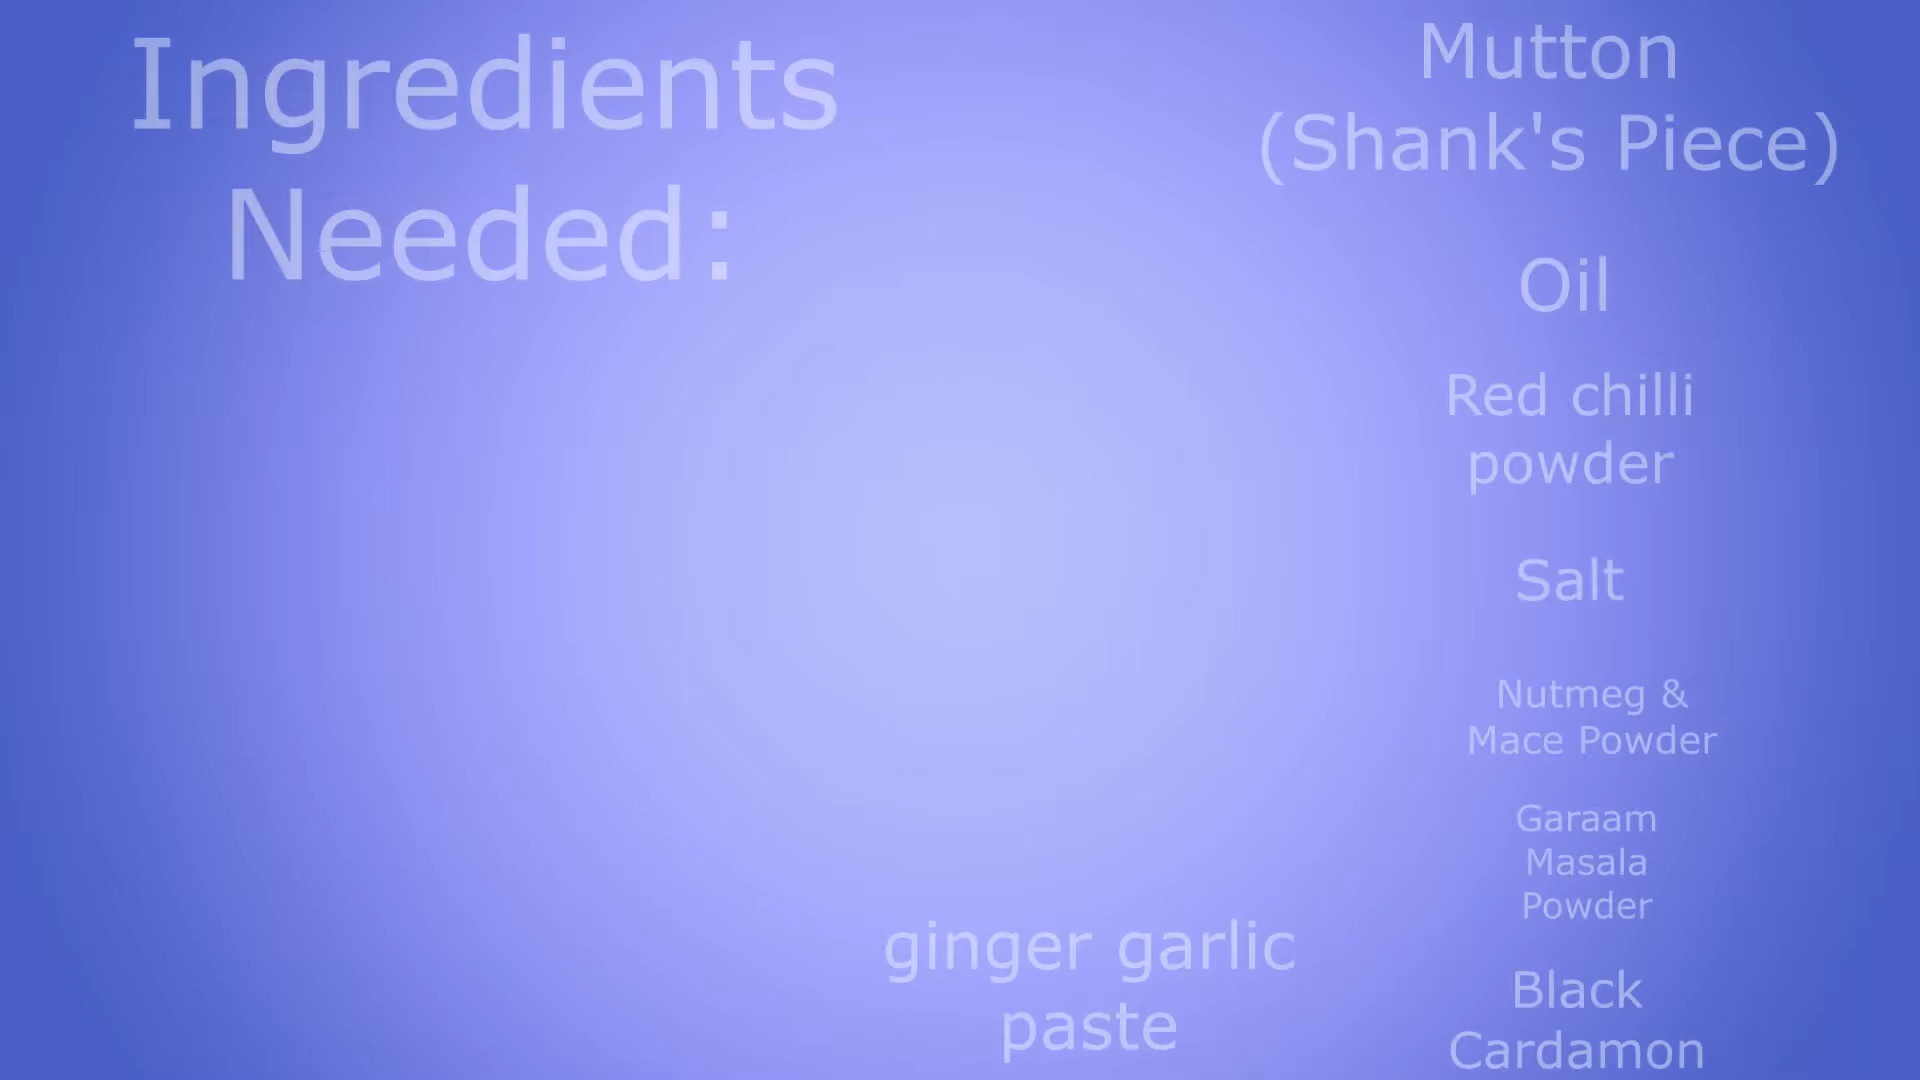 Ingredients
Needed:
Mutton
(Shank's Piece)
Oil
Red chilli
powder
Salt
Nutmeg &
Mace Powder
Garaam
Masala
Powder
Black
Cardamon
ginger garlic
paste